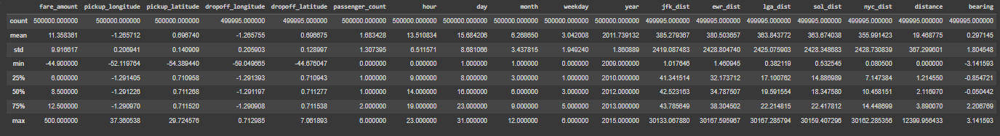 fare_amount pickup_longitude pickup_latitude dropoff_longitude dropoff_latitude passenger_count hour day month weekday year jfk_dist ewr_dist lga_dist sol_dist nyc_dist distance bearing
count 500000.000000 500000.000000 500000.000000 499995.000000 499995.000000 500000.000000 499995.000000 499995.000000 499995.000000 499995.000000 499995.000000 499995.000000 499995.000000 499995.000000 499995.000000 499995.000000 499995.000000 499995.000000
mean 11.358361 -1.265712 0.696740 -1.265755 0.696675 1.683428 13.510834 15.684206 6.268650 3.042008 2011.739132 385.279367 380.503657 363.843772 363.674038 355.991423 19.468775 0.297145
std 9.916617 0.206941 0.140909 0.205903 0.128997 1.307395 6.511571 8.681066 3.437815 1.949240 1.860889 2419.087483 2428.804740 2425.075903 2428.348683 2428.730839 367.299601 1.804548
min -44.900000 -52.119764 -54.389440 -59.049665 -44.676047 0.000000 0.000000 1.000000 1.000000 0.000000 2009.000000 1.017646 1.460945 0.382119 0.532545 0.080500 0.000000 -3.141593
25% 6.000000 -1.291405 0.710958 -1.291393 0.710943 1.000000 9.000000 8.000000 3.000000 1.000000 2010.000000 41.341514 32.173712 17.100762 14.886989 7.147384 1.214550 -0.854721
50% 8.500000 -1.291226 0.711268 -1.291197 0.711277 1.000000 14.000000 16.000000 6.000000 3.000000 2012.000000 42.523163 34.787507 19.591554 18.347580 10.458151 2.116970 -0.050442
75% 12.500000 -1.290970 0.711520 -1.290908 0.711538 2.000000 19.000000 23.000000 9.000000 5.000000 2013.000000 43.785649 38.304502 22.214815 22.417812 14.448699 3.890070 2.206769
max 500.000000 37.360538 29.724576 0.712985 7.061893 6.000000 23.000000 31.000000 12.000000 6.000000 2015.000000 30133.067880 30167.595967 30167.285794 30159.407296 30162.285356 12399.956433 3.141593